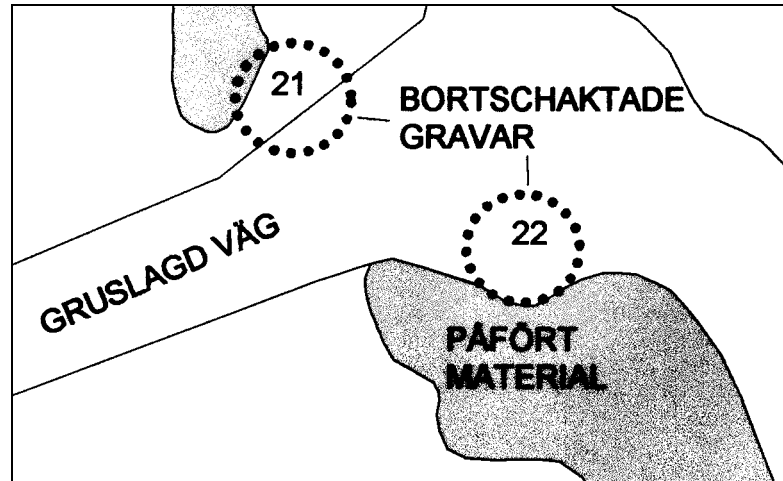 21
BORTSCHAKTADE
GRAVAR
22
GRUSLAGD VÄG
PÅFÖRT
MATERIAL